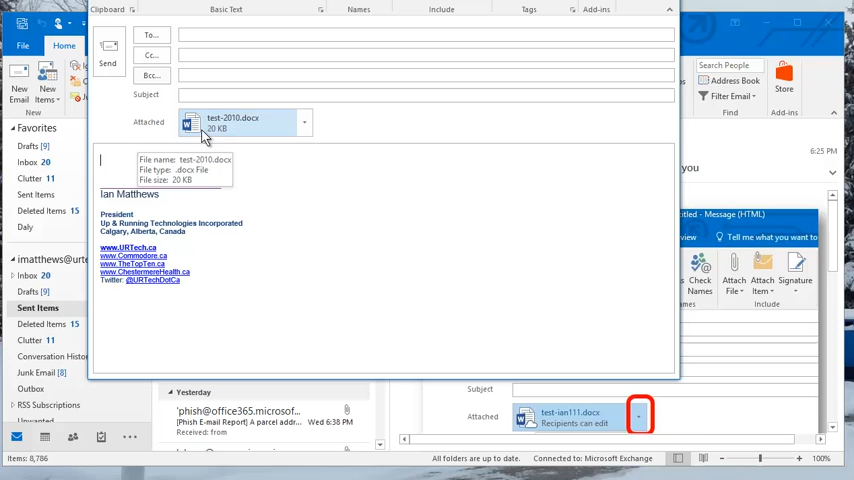 Clipboard
Basic Text
Names
Include
Tags
Add-ins
File
Home
To...
Cc...
Bcc...
Send
Subject
Attached
test-2010.docx
20 KB
File name: test-2010.docx
File type: .docx File
File size: 20 KB
Ian Matthews
President
Up & Running Technologies Incorporated
Calgary, Alberta, Canada
www.URTech.ca
www.Commodore.ca
www.TheTopTen.ca
www.ChestermereHealth.ca
Twitter: @URTechDotCa
New
Email
New
Items
Favorites
Drafts [9]
Inbox 20
Clutter 11
Sent Items
Deleted Items 15
Daly
imatthews@urte
Inbox 20
Drafts [9]
Sent Items
Deleted Items 15
Clutter 11
Conversation Histo
Junk Email [8]
Outbox
RSS Subscriptions
Search People
Address Book
Filter Email
Find
Store
Add-ins
6:25 PM
you
ntitled - Message (HTML)
view
Tell me what you want to
Check
Names
Attach
File
Attach
Item
Signature
mes
Include
Subject
Attached
test-ian111.docx
Recipients can edit
Yesterday
'phish@office365.microsof...
[Phish E-mail Report] A parcel addr...
Wed 6:38 PM
Received: from
Items: 8,786
All folders are up to date.
Connected to: Microsoft Exchange
100%